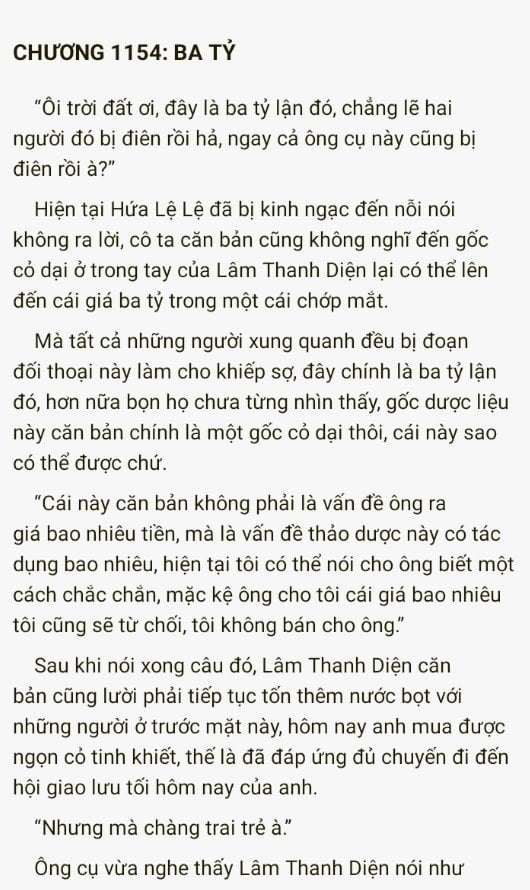 CHƯƠNG 1154: BA TỶ
“Ôi trời đất ơi, đây là ba tỷ lận đó, chẳng lẽ hai
người đó bị điên rồi hả, ngay cả ông cụ này cũng bị
điên rồi à?”
Hiện tại Hứa Lệ Lệ đã bị kinh ngạc đến nỗi nói
không ra lời, cô ta căn bản cũng không nghĩ đến gốc
cỏ dại ở trong tay của Lâm Thanh Diện lại có thể lên
đến cái giá ba tỷ trong một cái chớp mắt.
Mà tất cả những người xung quanh đều bị đoạn
đối thoại này làm cho khiếp sợ, đây chính là ba tỷ lận
đó, hơn nữa bọn họ chưa từng nhìn thấy, gốc dược liệu
này căn bản chính là một gốc cỏ dại thôi, cái này sao
có thể được chứ.
“Cái này căn bản không phải là vấn đề ông ra
giá bao nhiêu tiền, mà là vấn đề thảo dược này có tác
dụng bao nhiêu, hiện tại tôi có thể nói cho ông biết một
cách chắc chắn, mặc kệ ông cho tôi cái giá bao nhiêu
tôi cũng sẽ từ chối, tôi không bán cho ông.”
Sau khi nói xong câu đó, Lâm Thanh Diện căn
bản cũng lười phải tiếp tục tốn thêm nước bọt với
những người ở trước mặt này, hôm nay anh mua được
ngọn cỏ tinh khiết, thế là đã đáp ứng đủ chuyến đi đến
hội giao lưu tối hôm nay của anh.
“Nhưng mà chàng trai trẻ à.”
Ông cụ vừa nghe thấy Lâm Thanh Diện nói như